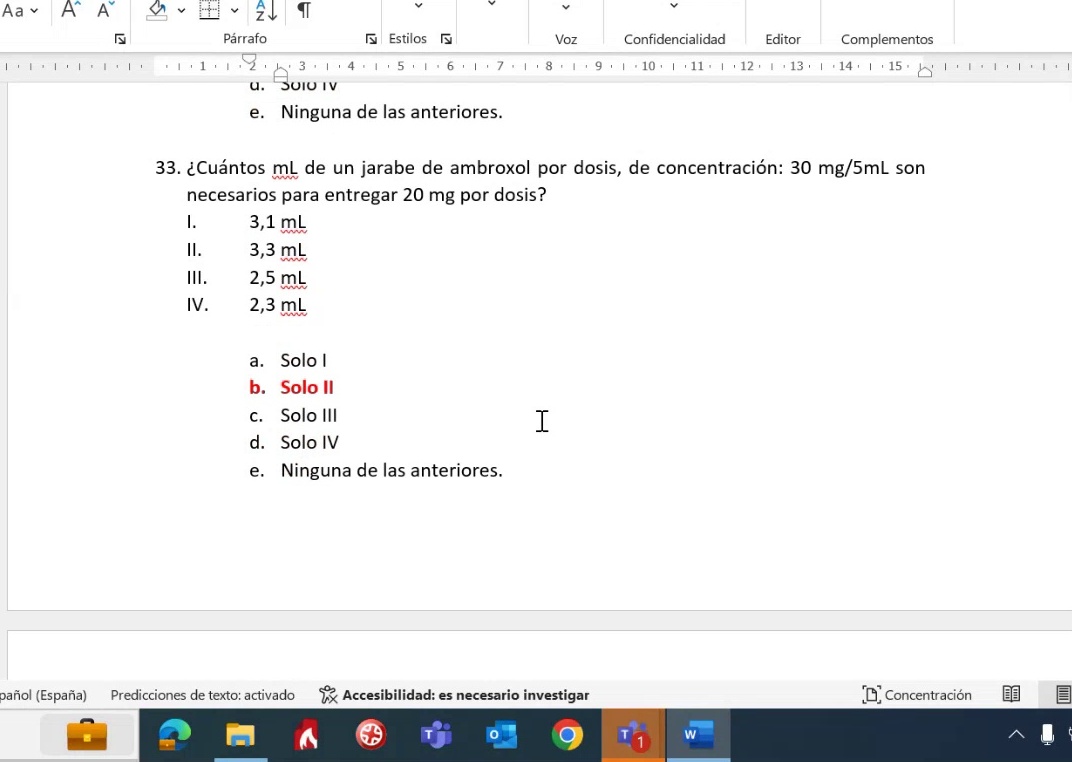 Aa A A A Z ¶
Párrafo Estilos Voz Confidencialidad Editor Complementos
1 2 3 4 5 6 7 8 9 10 11 12 13 14 15
d. Solo IV
e. Ninguna de las anteriores.
33. ¿Cuántos mL de un jarabe de ambroxol por dosis, de concentración: 30 mg/5mL son
necesarios para entregar 20 mg por dosis?
I. 3,1 mL
II. 3,3 mL
III. 2,5 mL
IV. 2,3 mL
a. Solo I
b. Solo II
c. Solo III
d. Solo IV
e. Ninguna de las anteriores.
pañol (España) Predicciones de texto: activado Accesibilidad: es necesario investigar Concentración
T O T 1 W